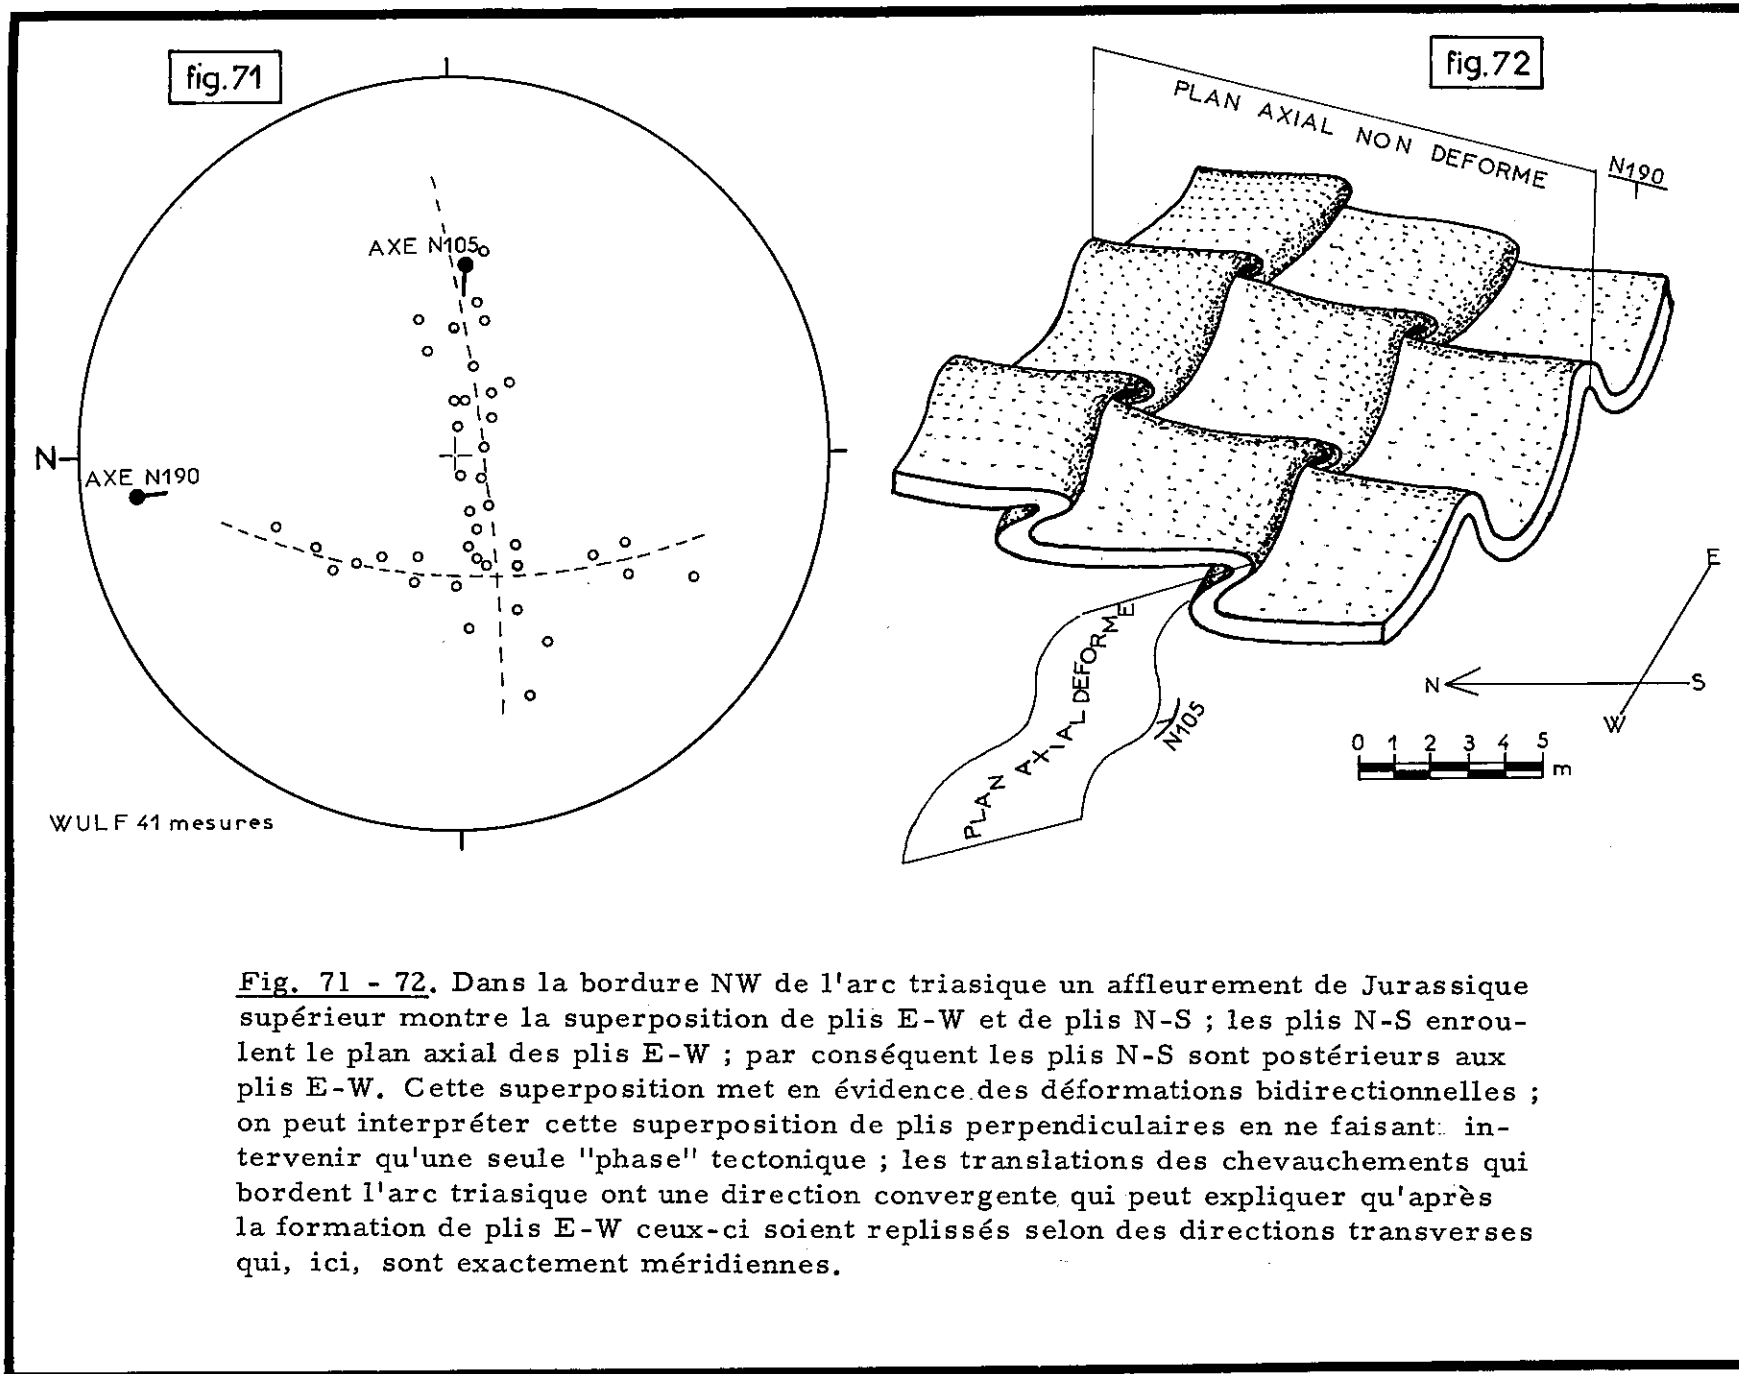 fig.71
AXE N105
N
AXE N190
WULF 41 mesures
fig.72
PLAN AXIAL NON DEFORME
N190
PLAN AXIAL DEFORME
N105
E
N
S
W
0 1 2 3 4 5
m
Fig. 71 - 72. Dans la bordure NW de l'arc triasique un affleurement de Jurassique
supérieur montre la superposition de plis E-W et de plis N-S ; les plis N-S enrou-
lent le plan axial des plis E-W ; par conséquent les plis N-S sont postérieurs aux
plis E-W. Cette superposition met en évidence des déformations bidirectionnelles ;
on peut interpréter cette superposition de plis perpendiculaires en ne faisant in-
tervenir qu'une seule "phase" tectonique ; les translations des chevauchements qui
bordent l'arc triasique ont une direction convergente qui peut expliquer qu'après
la formation de plis E-W ceux-ci soient replissés selon des directions transverses
qui, ici, sont exactement méridiennes.